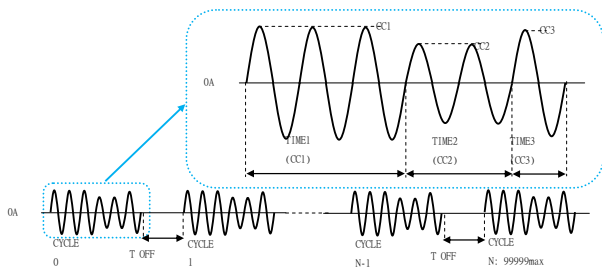 CC1
CC2
CC3
0A
TIME1
(CC1)
TIME2
(CC2)
TIME3
(CC3)
0A
CYCLE
0
T OFF
CYCLE
1
CYCLE
N-1
T OFF
CYCLE
N: 99999max